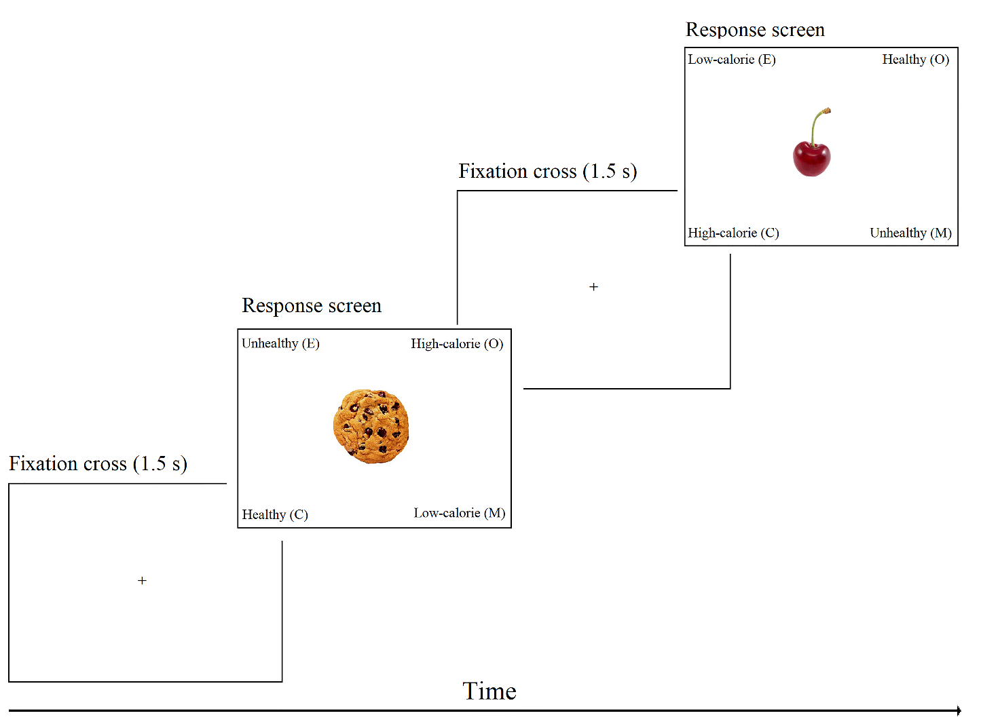 Response screen
Low-calorie (E)
Healthy (O)
High-calorie (C)
Unhealthy (M)
Fixation cross (1.5 s)
+
Response screen
Unhealthy (E)
High-calorie (O)
Healthy (C)
Low-calorie (M)
Fixation cross (1.5 s)
+
Time